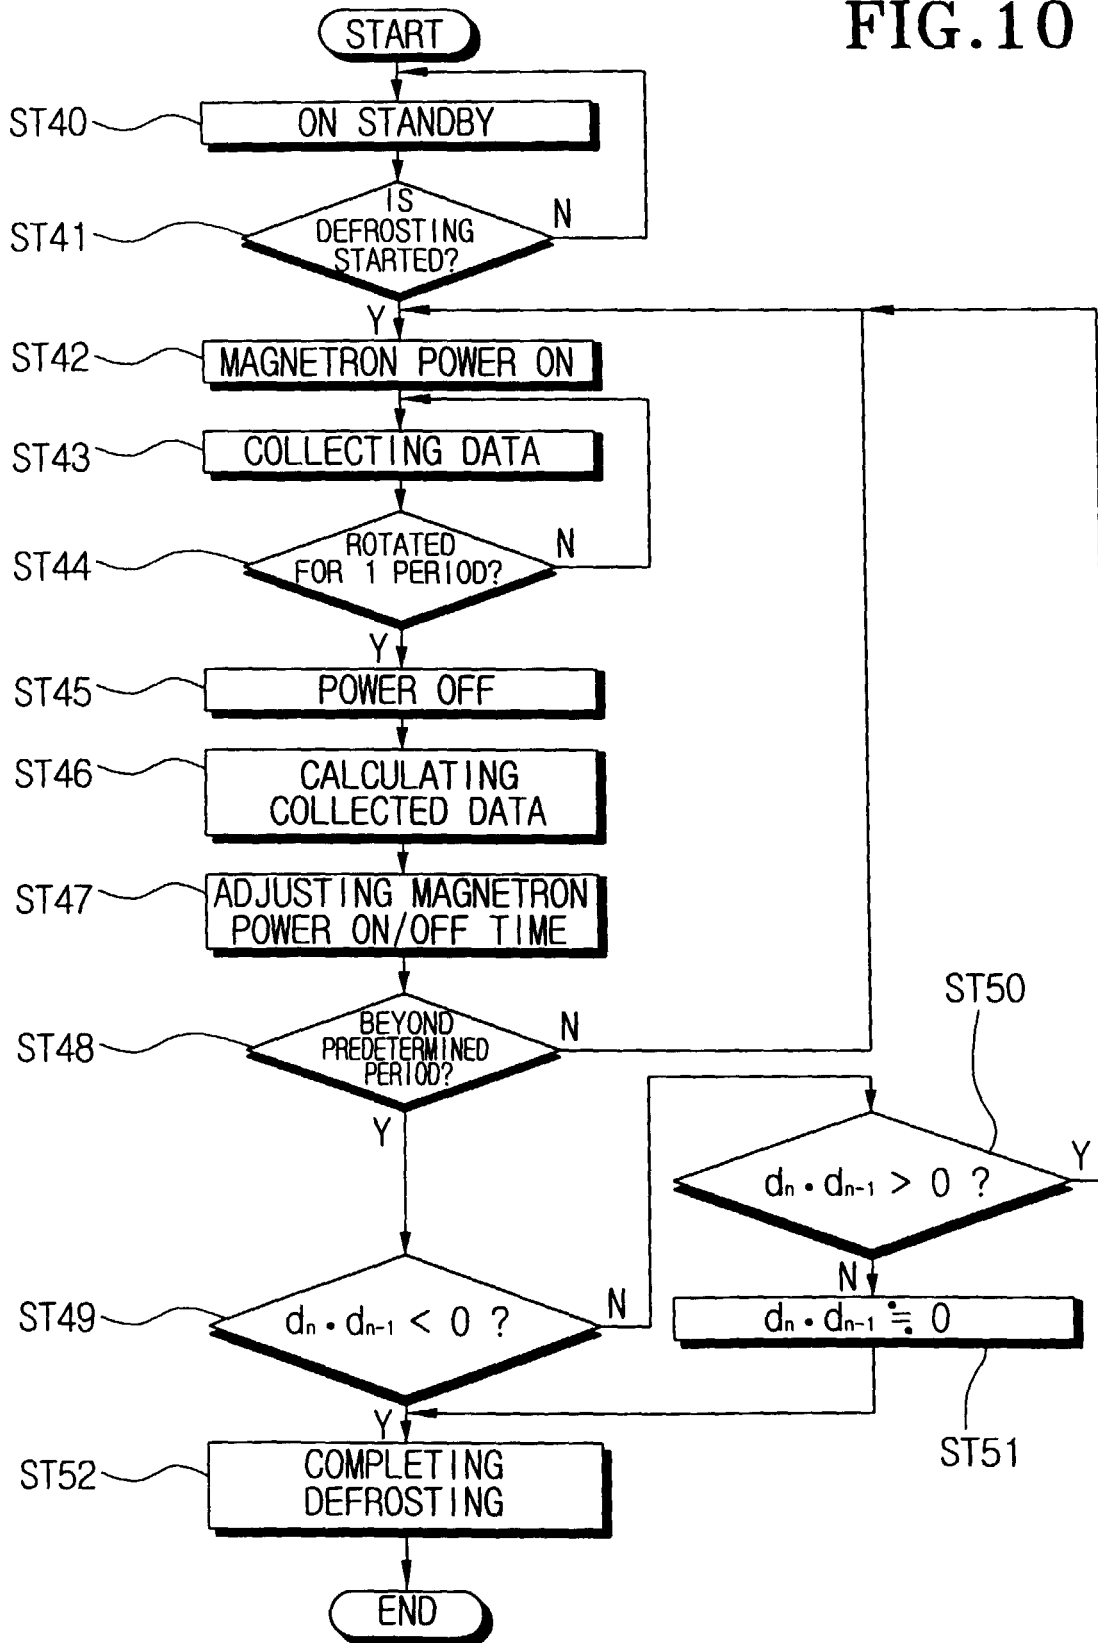 FIG.10
START
ST40
ON STANDBY
ST41
IS
DEFROSTING
STARTED?
N
Y
ST42
MAGNETRON POWER ON
ST43
COLLECTING DATA
ST44
ROTATED
FOR 1 PERIOD?
N
Y
ST45
POWER OFF
ST46
CALCULATING
COLLECTED DATA
ST47
ADJUSTING MAGNETRON
POWER ON/OFF TIME
ST48
BEYOND
PREDETERMINED
PERIOD?
N
Y
ST50
dn・dn-1 > 0 ?
Y
N
ST49
dn・dn-1 < 0 ?
N
Y
dn・dn-1 ≒ 0
ST51
ST52
COMPLETING
DEFROSTING
END